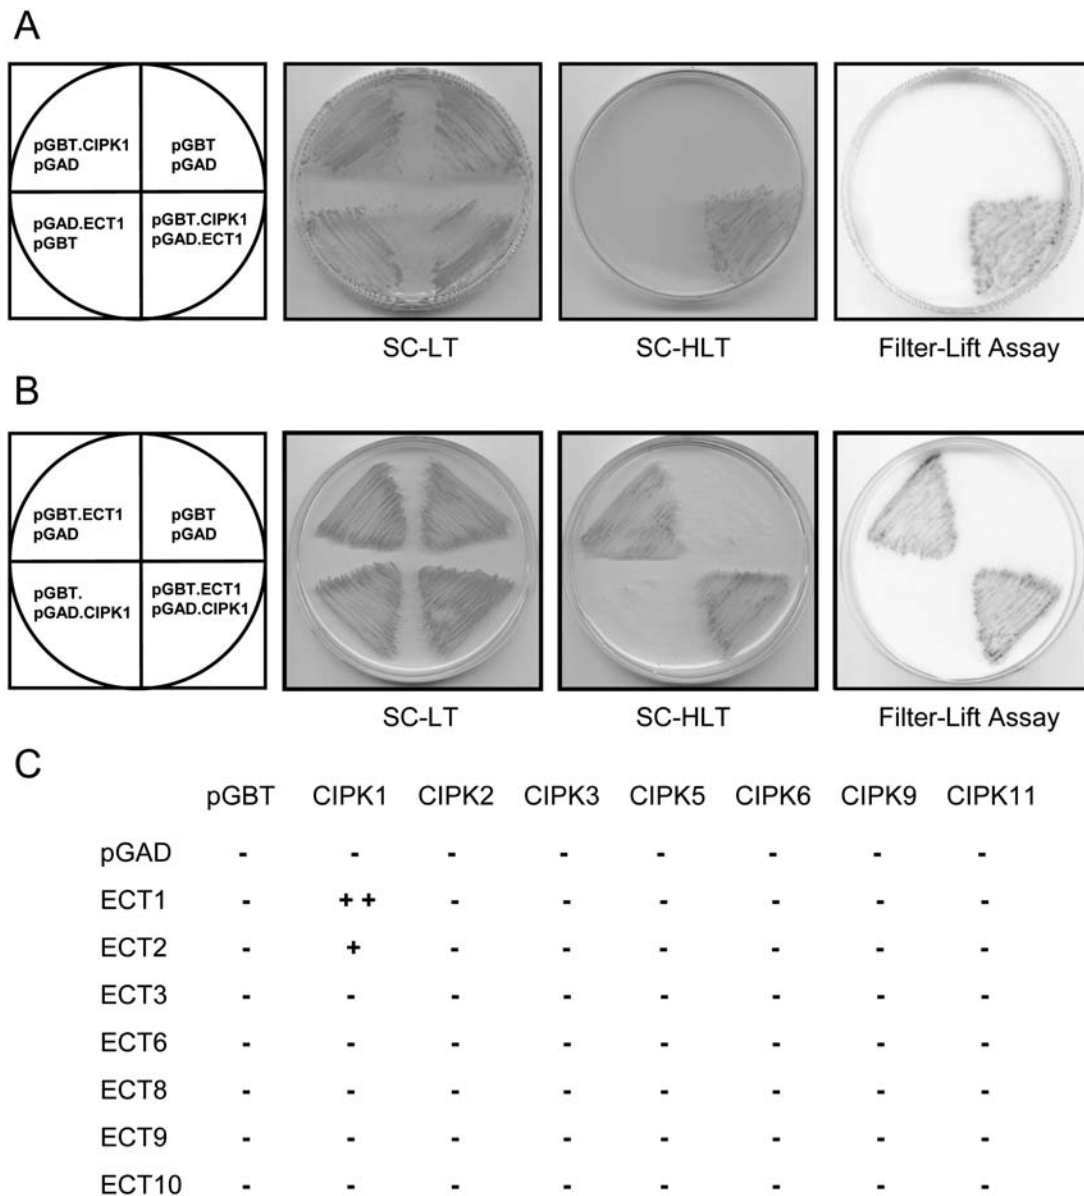 A
pGBT.CIPK1
pGAD
pGBT
pGAD
pGAD.ECT1
pGBT
pGBT.CIPK1
pGAD.ECT1
SC-LT
SC-HLT
Filter-Lift Assay
B
pGBT.ECT1
pGAD
pGBT
pGAD
pGBT.
pGAD.CIPK1
pGBT.ECT1
pGAD.CIPK1
SC-LT
SC-HLT
Filter-Lift Assay
C
pGBT CIPK1 CIPK2 CIPK3 CIPK5 CIPK6 CIPK9 CIPK11
pGAD - - - - - - - -
ECT1 - ++ - - - - - -
ECT2 - + - - - - - -
ECT3 - - - - - - - -
ECT6 - - - - - - - -
ECT8 - - - - - - - -
ECT9 - - - - - - - -
ECT10 - - - - - - - -